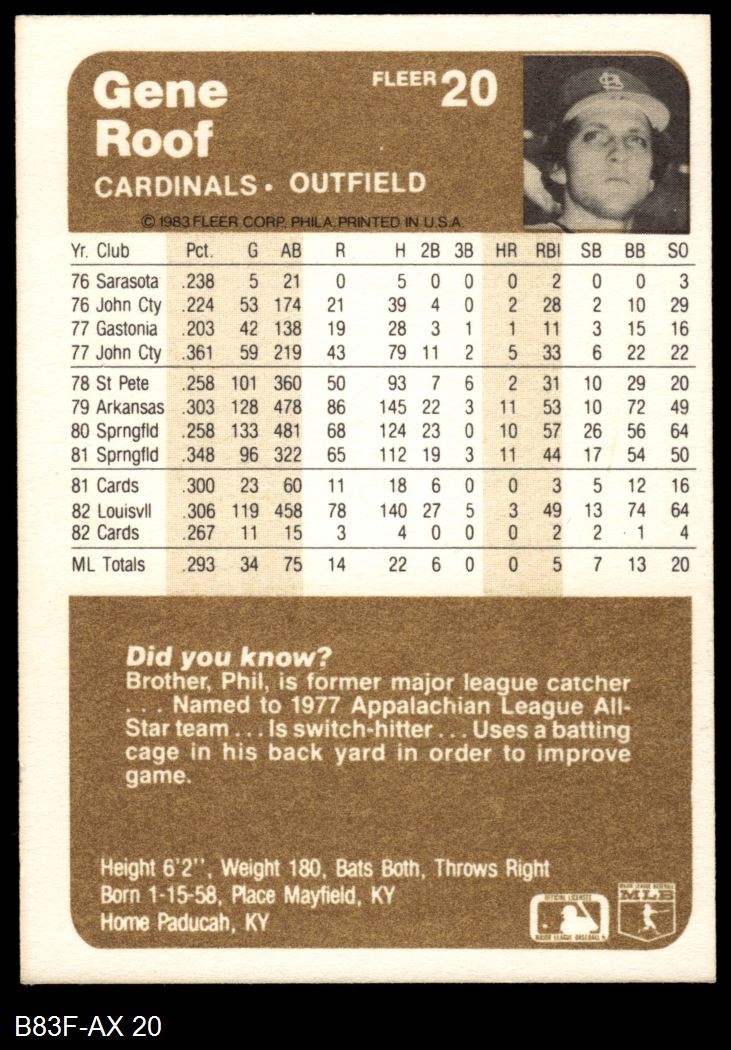 Gene
Roof
FLEER 20
CARDINALS • OUTFIELD
© 1983 FLEER CORP. PHILA. PRINTED IN U.S.A.
Yr. Club Pct. G AB R H 2B 3B HR RBI SB BB SO
76 Sarasota .238 5 21 0 5 0 0 0 2 0 0 3
76 John Cty .224 53 174 21 39 4 0 2 28 2 10 29
77 Gastonia .203 42 138 19 28 3 1 1 11 3 15 16
77 John Cty .361 59 219 43 79 11 2 5 33 6 22 22
78 St Pete .258 101 360 50 93 7 6 2 31 10 29 20
79 Arkansas .303 128 478 86 145 22 3 11 53 10 72 49
80 Sprngfld .258 133 481 68 124 23 0 10 57 26 56 64
81 Sprngfld .348 96 322 65 112 19 3 11 44 17 54 50
81 Cards .300 23 60 11 18 6 0 0 3 5 12 16
82 Louisvll .306 119 458 78 140 27 5 3 49 13 74 64
82 Cards .267 11 15 3 4 0 0 0 2 2 1 4
ML Totals .293 34 75 14 22 6 0 0 5 7 13 20
Did you know?
Brother, Phil, is former major league catcher
. . . Named to 1977 Appalachian League All-
Star team . . . Is switch-hitter . . . Uses a batting
cage in his back yard in order to improve
game.
Height 6'2'', Weight 180, Bats Both, Throws Right
Born 1-15-58, Place Mayfield, KY
Home Paducah, KY
OFFICIAL LICENSEE
MAJOR LEAGUE BASEBALL
MAJOR LEAGUE BASEBALL
MLB
B83F-AX 20